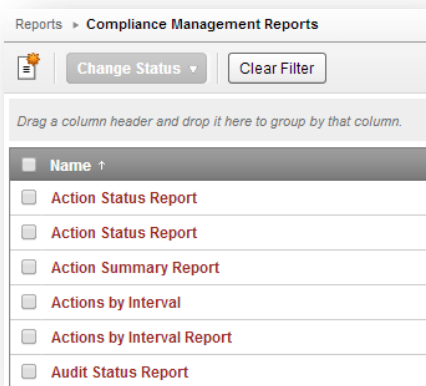 Reports ▸ Compliance Management Reports
Change Status ▾ Clear Filter
Drag a column header and drop it here to group by that column.
Name ↑
Action Status Report
Action Status Report
Action Summary Report
Actions by Interval
Actions by Interval Report
Audit Status Report